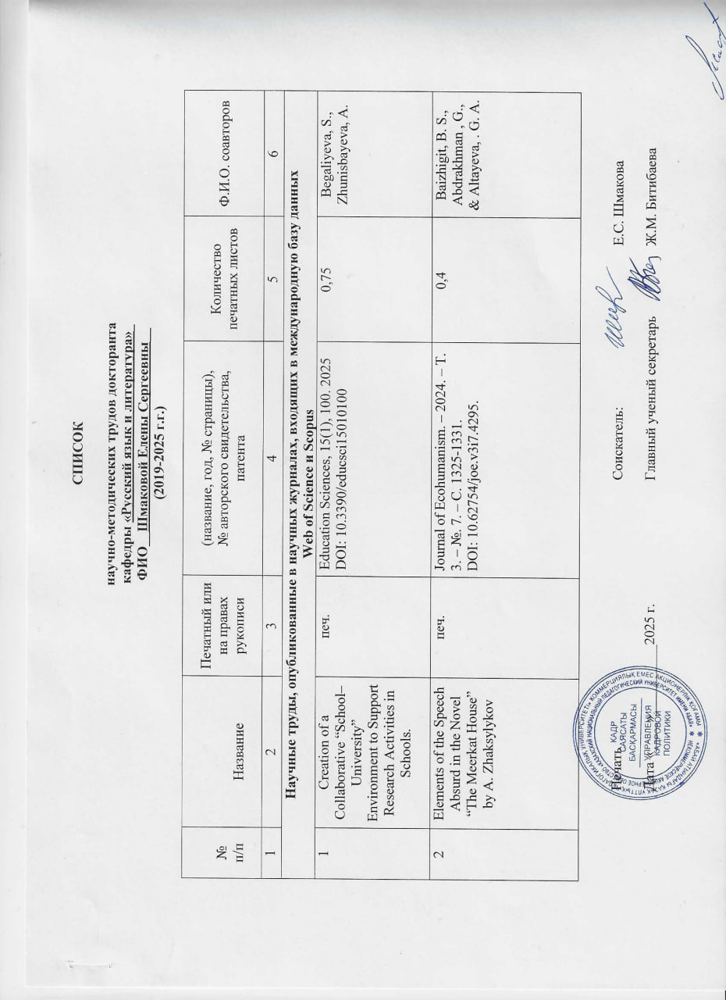 СПИСОК
научно-методических трудов докторанта
кафедры «Русский язык и литература»
ФИО Шмаковой Елены Сергеевны
(2019-2025 г.г.)
№ п/п
Название
Печатный или на правах рукописи
(название, год, № страницы), № авторского свидетельства, патента
Количество печатных листов
Ф.И.О. соавторов
1 2 3 4 5 6
Научные труды, опубликованные в научных журналах, входящих в международную базу данных
Web of Science и Scopus
1
Creation of a
Collaborative “School–
University”
Environment to Support
Research Activities in
Schools.
печ.
Education Sciences, 15(1), 100. 2025
DOI: 10.3390/educsci15010100
0,75
Begaliyeva, S.,
Zhunisbayeva, A.
2
Elements of the Speech
Absurd in the Novel
“The Meerkat House”
by A. Zhaksylykov
печ.
Journal of Ecohumanism. – 2024. – Т.
3. – №. 7. – С. 1325-1331.
DOI: 10.62754/joe.v3i7.4295.
0,4
Baizhigit, B. S.,
Abdrakhman , G.,
& Altayeva, . G. A.
Соискатель: Е.С. Шмакова
Печать
Главный ученый секретарь Ж.М. Битибаева
Дата «___»__________2025 г.
КАДР
САЯСАТЫ
БАСҚАРМАСЫ
УПРАВЛЕНИЯ
КАДРОВОЙ
ПОЛИТИКИ